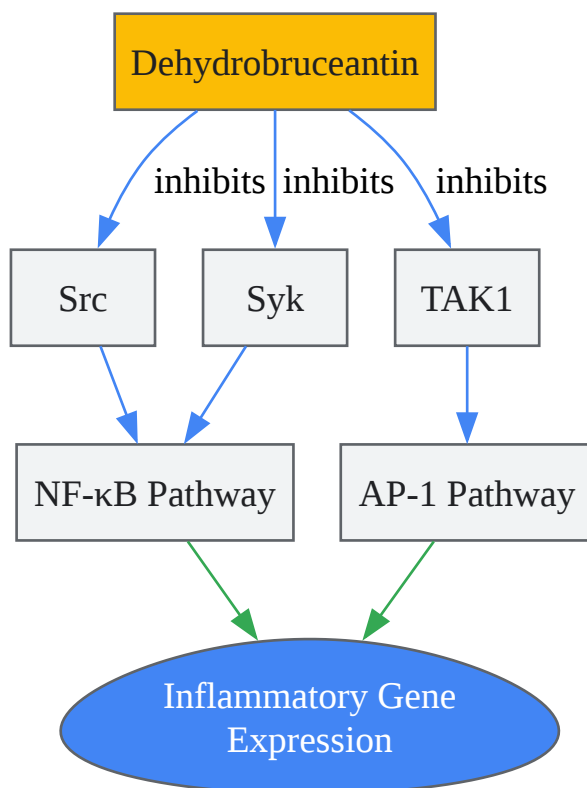 Dehydrobruceantin
inhibits inhibits inhibits
Src Syk TAK1
NF-κB Pathway AP-1 Pathway
Inflammatory Gene
Expression